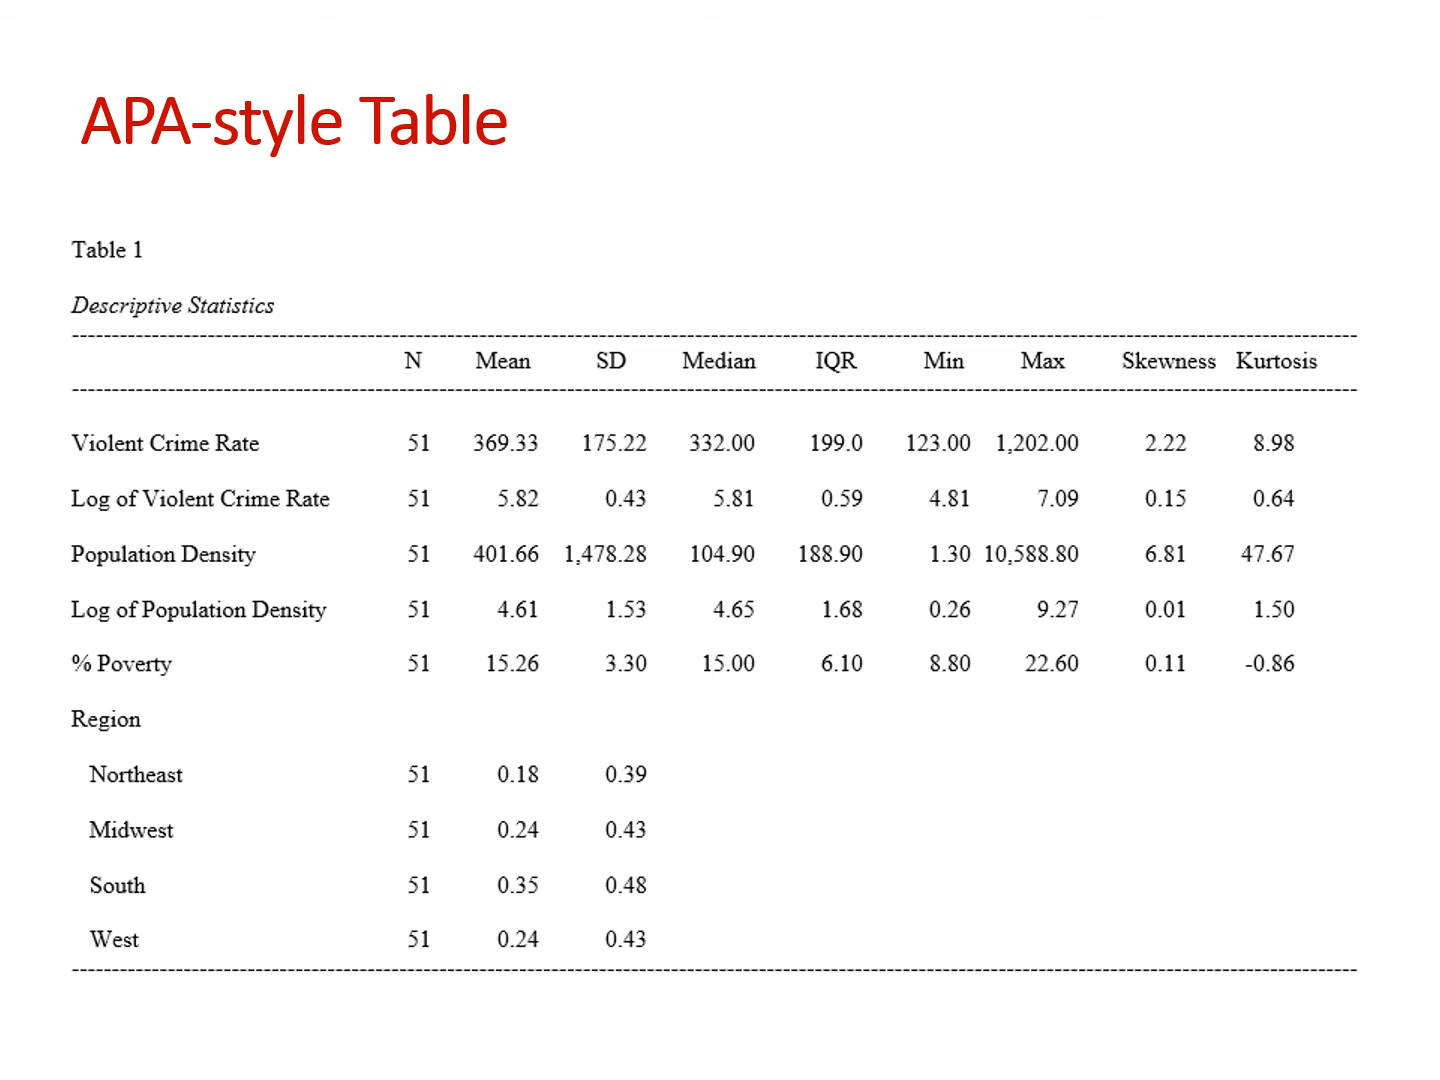 APA-style Table
Table 1
Descriptive Statistics
N Mean SD Median IQR Min Max Skewness Kurtosis
Violent Crime Rate 51 369.33 175.22 332.00 199.0 123.00 1,202.00 2.22 8.98
Log of Violent Crime Rate 51 5.82 0.43 5.81 0.59 4.81 7.09 0.15 0.64
Population Density 51 401.66 1,478.28 104.90 188.90 1.30 10,588.80 6.81 47.67
Log of Population Density 51 4.61 1.53 4.65 1.68 0.26 9.27 0.01 1.50
% Poverty 51 15.26 3.30 15.00 6.10 8.80 22.60 0.11 -0.86
Region
Northeast 51 0.18 0.39
Midwest 51 0.24 0.43
South 51 0.35 0.48
West 51 0.24 0.43